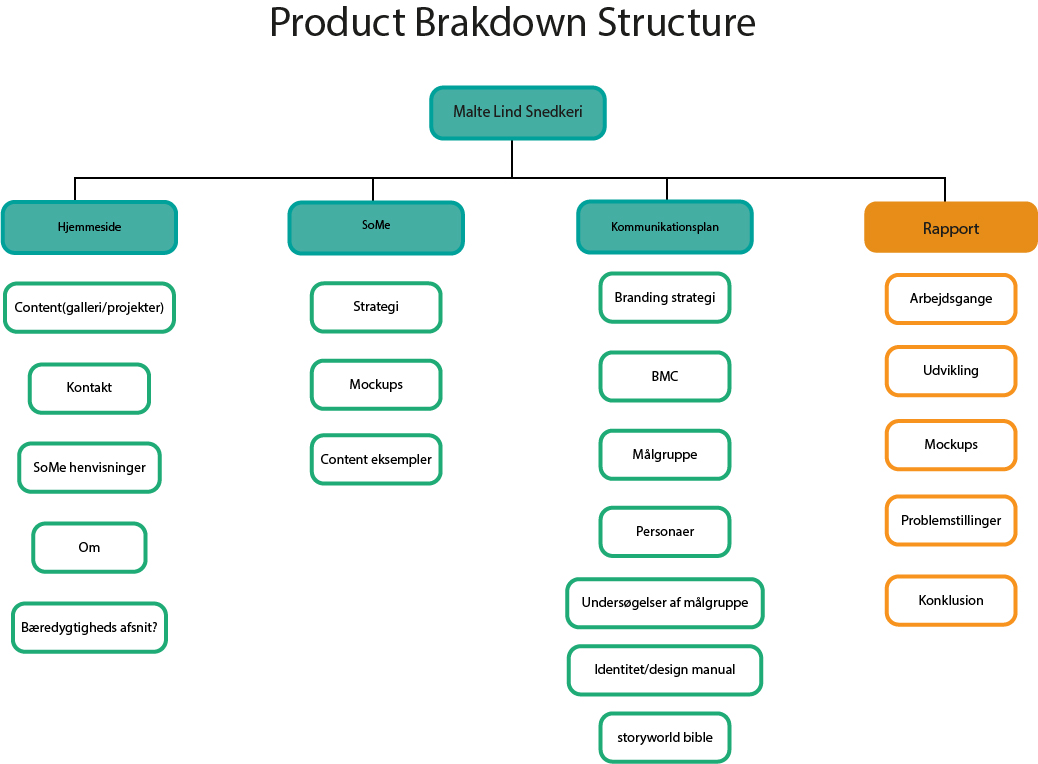 Product Brakdown Structure
Malte Lind Snedkeri
Hjemmeside
Content(galleri/projekter)
Kontakt
SoMe henvisninger
Om
Bæredygtigheds afsnit?
SoMe
Strategi
Mockups
Content eksempler
Kommunikationsplan
Branding strategi
BMC
Målgruppe
Personaer
Undersøgelser af målgruppe
Identitet/design manual
storyworld bible
Rapport
Arbejdsgange
Udvikling
Mockups
Problemstillinger
Konklusion